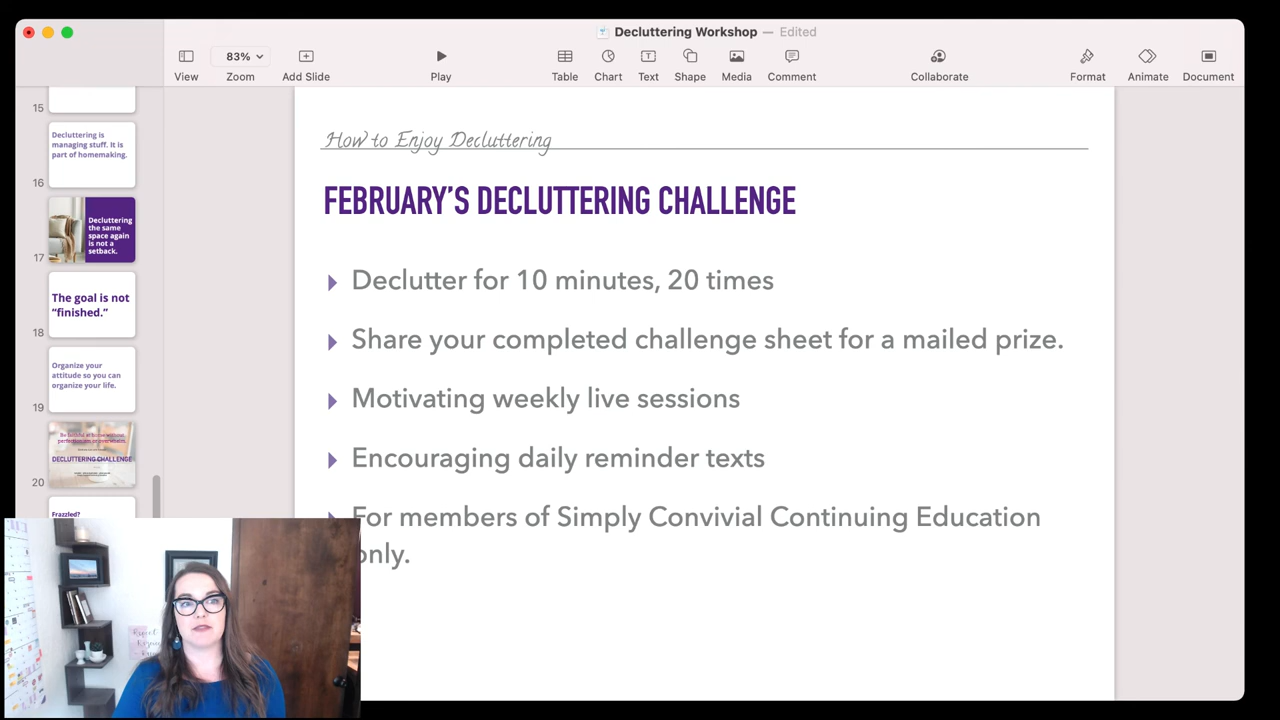 Decluttering Workshop — Edited
83%
View
Zoom
Add Slide
Play
Table
Chart
Text
Shape
Media
Comment
Collaborate
Format
Animate
Document
15
Decluttering is
managing stuff. It is
part of homemaking.
16
Decluttering
the same
space again
is not a
setback.
17
The goal is not
“finished.”
18
Organize your
attitude so you can
organize your life.
19
DECLUTTERING CHALLENGE
20
Frazzled?
How to Enjoy Decluttering
FEBRUARY’S DECLUTTERING CHALLENGE
Declutter for 10 minutes, 20 times
Share your completed challenge sheet for a mailed prize.
Motivating weekly live sessions
Encouraging daily reminder texts
For members of Simply Convivial Continuing Education
only.